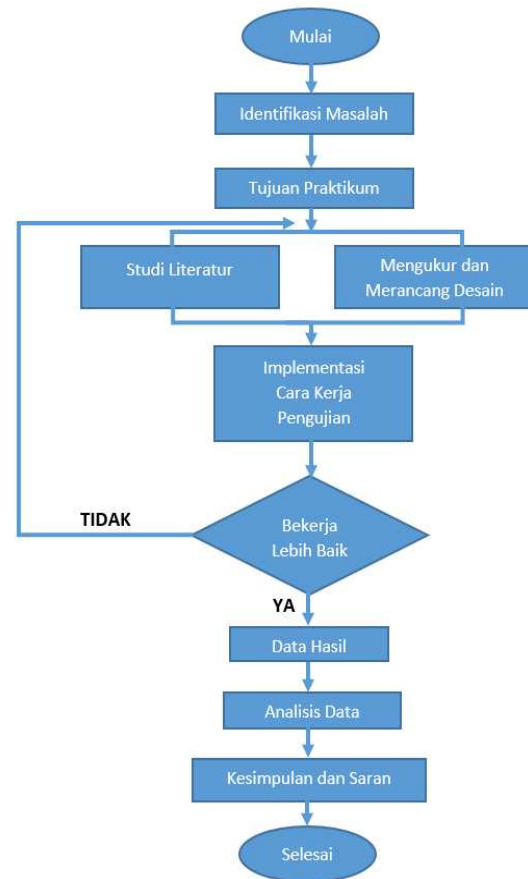 Mulai
Identifikasi Masalah
Tujuan Praktikum
Studi Literatur
Mengukur dan
Merancang Desain
Implementasi
Cara Kerja
Pengujian
TIDAK
Bekerja
Lebih Baik
YA
Data Hasil
Analisis Data
Kesimpulan dan Saran
Selesai